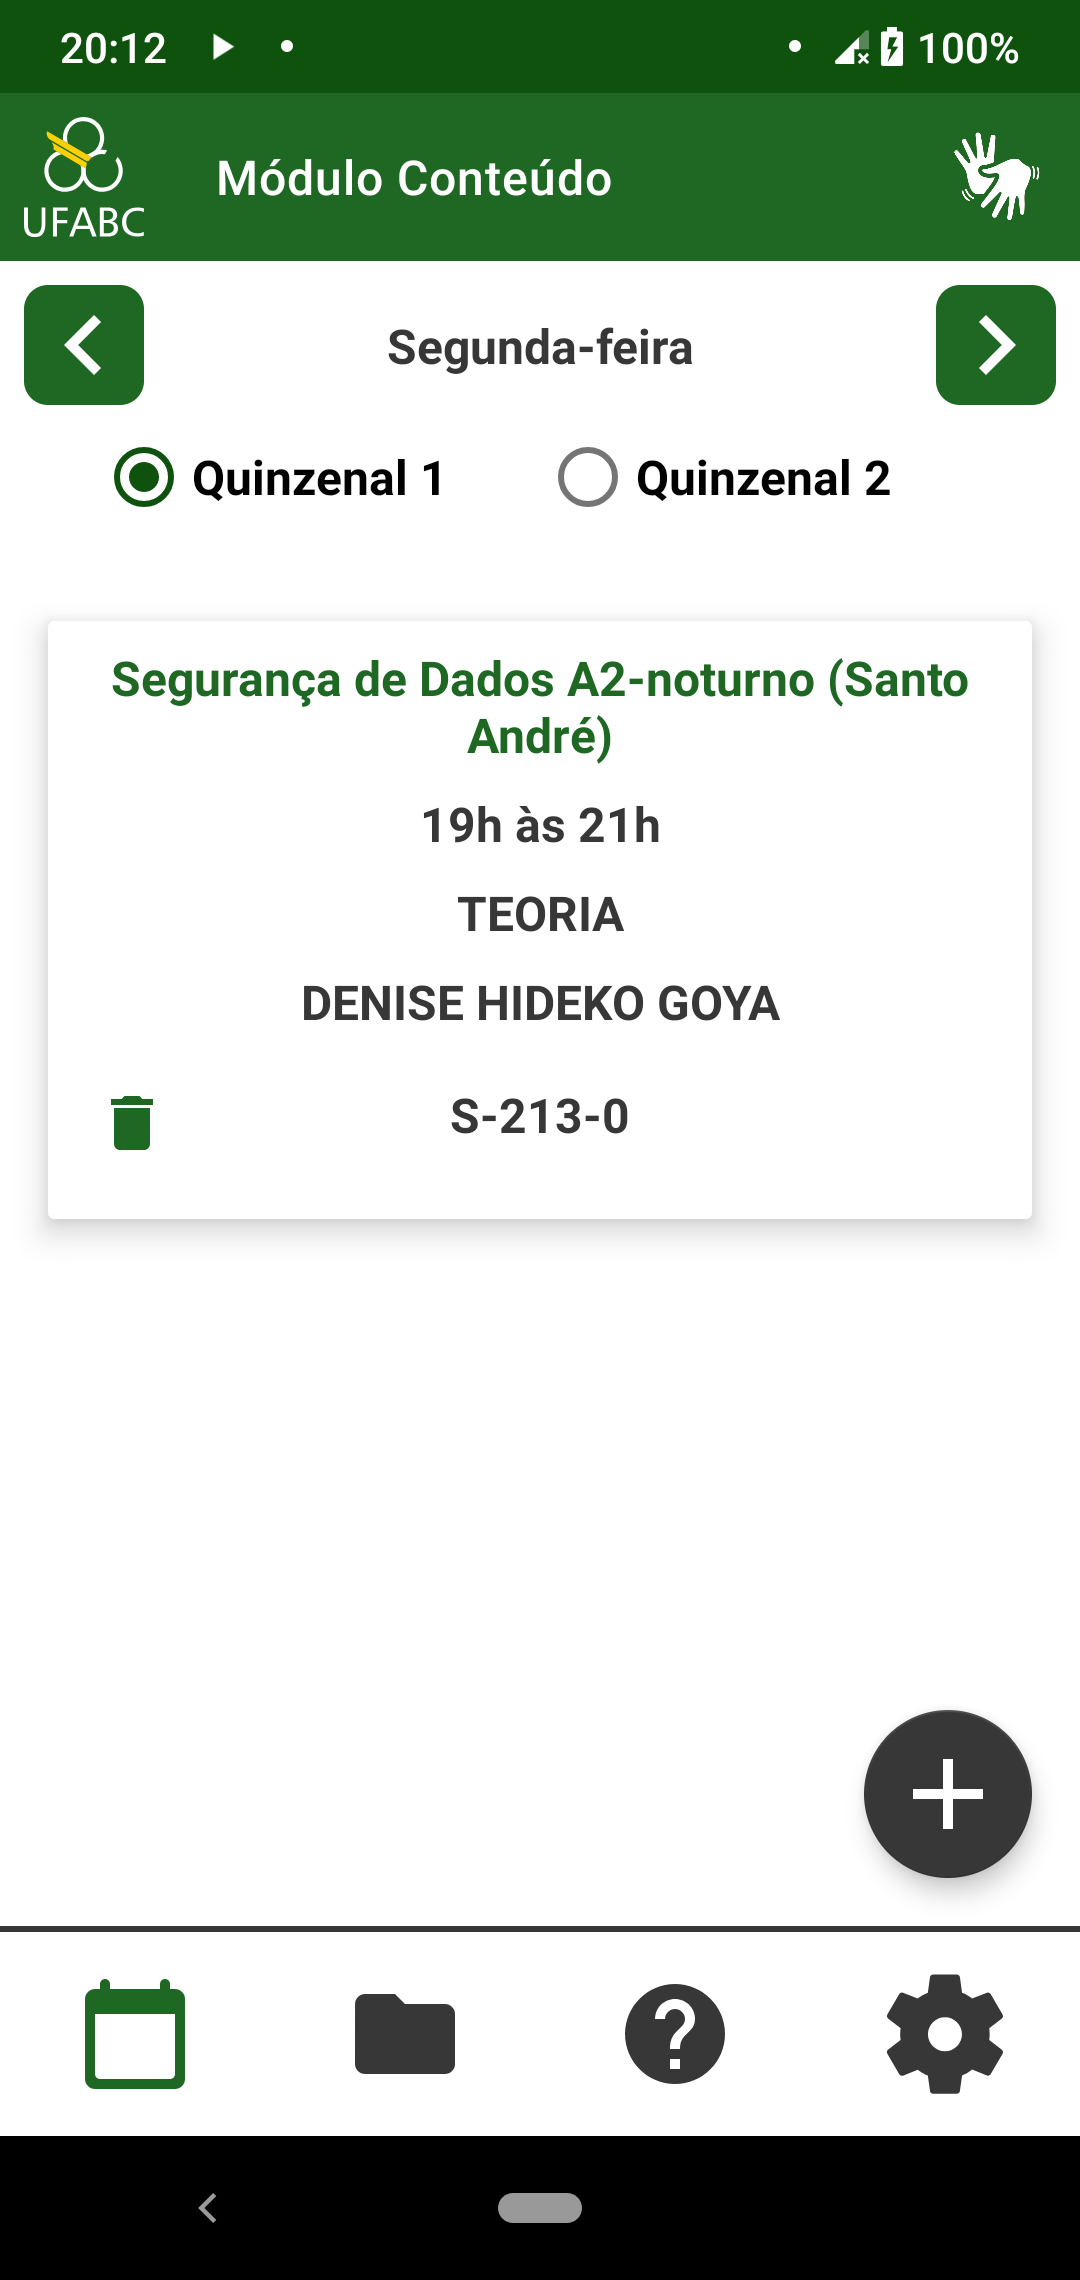 20:12
100%
UFABC
Módulo Conteúdo
Segunda-feira
Quinzenal 1
Quinzenal 2
Segurança de Dados A2-noturno (Santo
André)
19h às 21h
TEORIA
DENISE HIDEKO GOYA
S-213-0